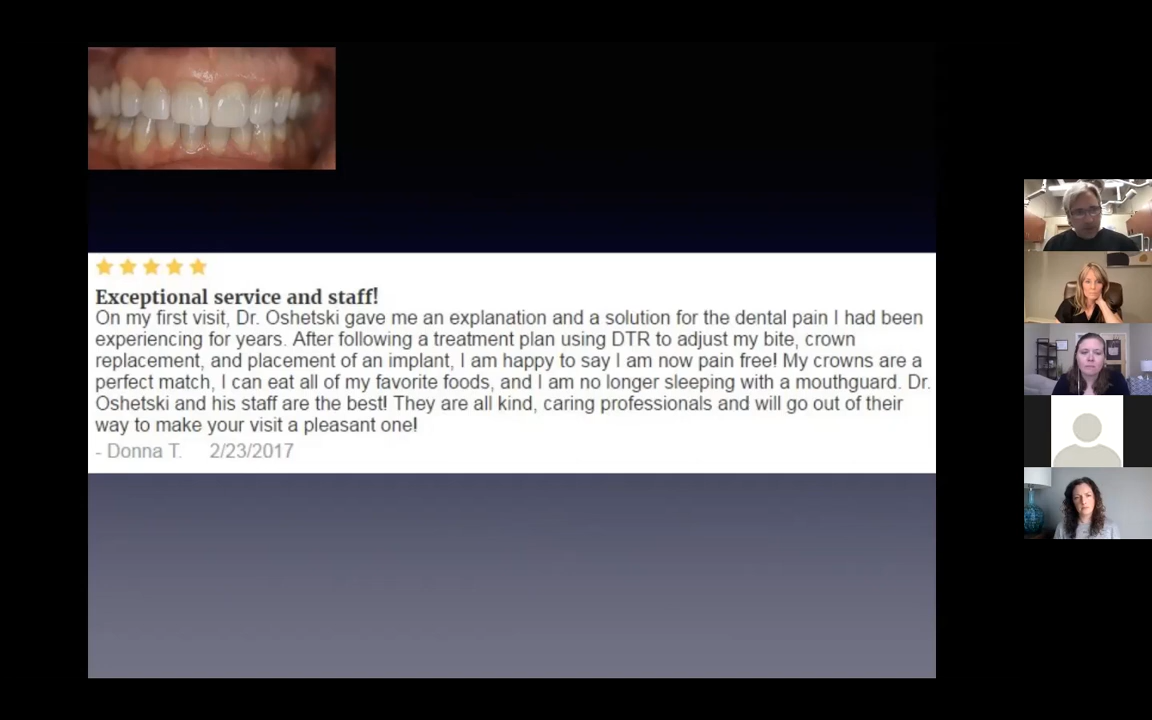 Exceptional service and staff!
On my first visit, Dr. Oshetski gave me an explanation and a solution for the dental pain I had been
experiencing for years. After following a treatment plan using DTR to adjust my bite, crown
replacement, and placement of an inplant, I am happy to say I am now pain free! My crowns are a
perfect match, I can eat all of my favorite foods, and I am no longer sleeping with a mouthguard. Dr.
Oshetski and his staff are the best! They are all kind, caring professionals and will go out of their
way to make your visit a pleasant one!
- Donna T. 2/23/2017